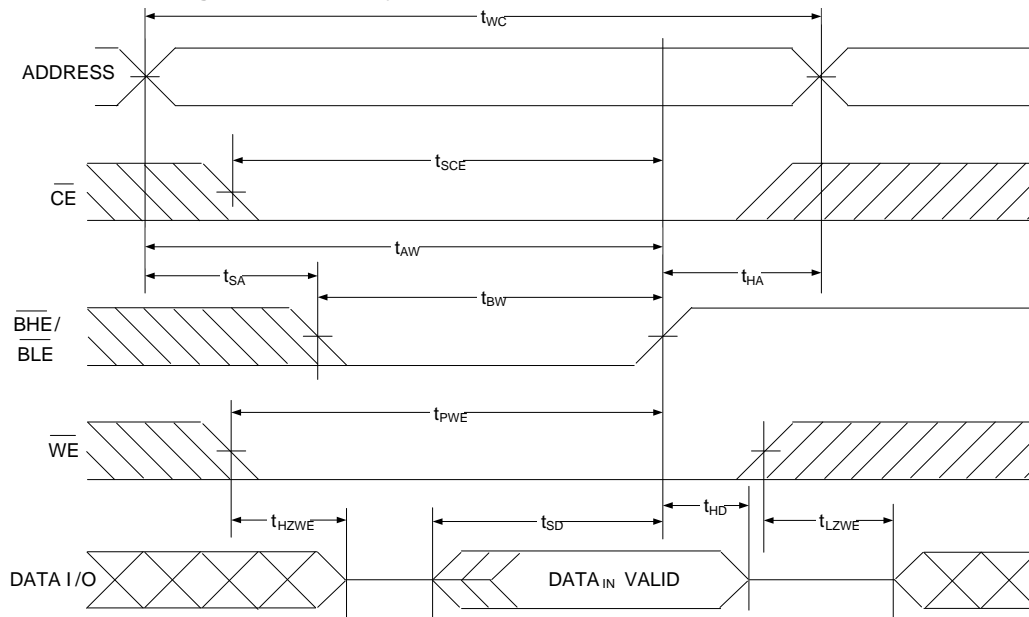 tWC
ADDRESS
tSCE
CE
tAW
tSA
tHA
tBW
BHE/
BLE
tPWE
WE
tHZWE
tSD
tHD
tLZWE
DATA I/O
DATAIN VALID